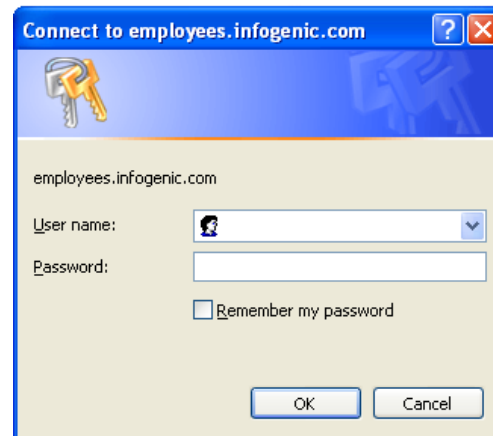 Connect to employees.infogenic.com
employees.infogenic.com
User name:
Password:
Remember my password
OK Cancel